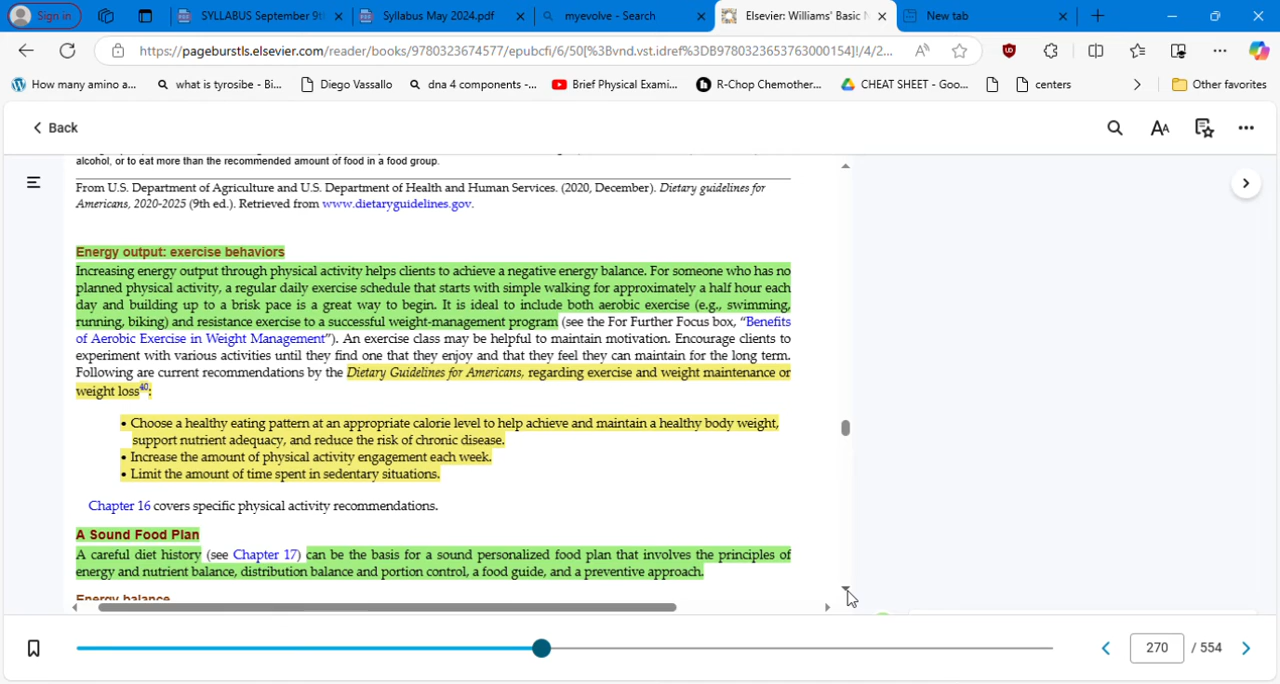 Sign in
SYLLABUS September 9th
Syllabus May 2024.pdf
myevolve - Search
Elsevier: Williams' Basic N
New tab
https://pageburstls.elsevier.com/reader/books/9780323674577/epubcfi/6/50[%3Bvnd.vst.idref%3DB9780323653763000154]!/4/2...
How many amino a...
what is tyrosibe - Bi...
Diego Vassallo
dna 4 components -...
Brief Physical Exami...
R-Chop Chemother...
CHEAT SHEET - Goo...
centers
Other favorites
Back
alcohol, or to eat more than the recommended amount of food in a food group.
From U.S. Department of Agriculture and U.S. Department of Health and Human Services. (2020, December). Dietary guidelines for
Americans, 2020-2025 (9th ed.). Retrieved from www.dietaryguidelines.gov.
Energy output: exercise behaviors
Increasing energy output through physical activity helps clients to achieve a negative energy balance. For someone who has no
planned physical activity, a regular daily exercise schedule that starts with simple walking for approximately a half hour each
day and building up to a brisk pace is a great way to begin. It is ideal to include both aerobic exercise (e.g., swimming,
running, biking) and resistance exercise to a successful weight-management program (see the For Further Focus box, "Benefits
of Aerobic Exercise in Weight Management"). An exercise class may be helpful to maintain motivation. Encourage clients to
experiment with various activities until they find one that they enjoy and that they feel they can maintain for the long term.
Following are current recommendations by the Dietary Guidelines for Americans, regarding exercise and weight maintenance or
weight loss40:
• Choose a healthy eating pattern at an appropriate calorie level to help achieve and maintain a healthy body weight,
support nutrient adequacy, and reduce the risk of chronic disease.
• Increase the amount of physical activity engagement each week.
• Limit the amount of time spent in sedentary situations.
Chapter 16 covers specific physical activity recommendations.
A Sound Food Plan
A careful diet history (see Chapter 17) can be the basis for a sound personalized food plan that involves the principles of
energy and nutrient balance, distribution balance and portion control, a food guide, and a preventive approach.
Energy balance
270 / 554